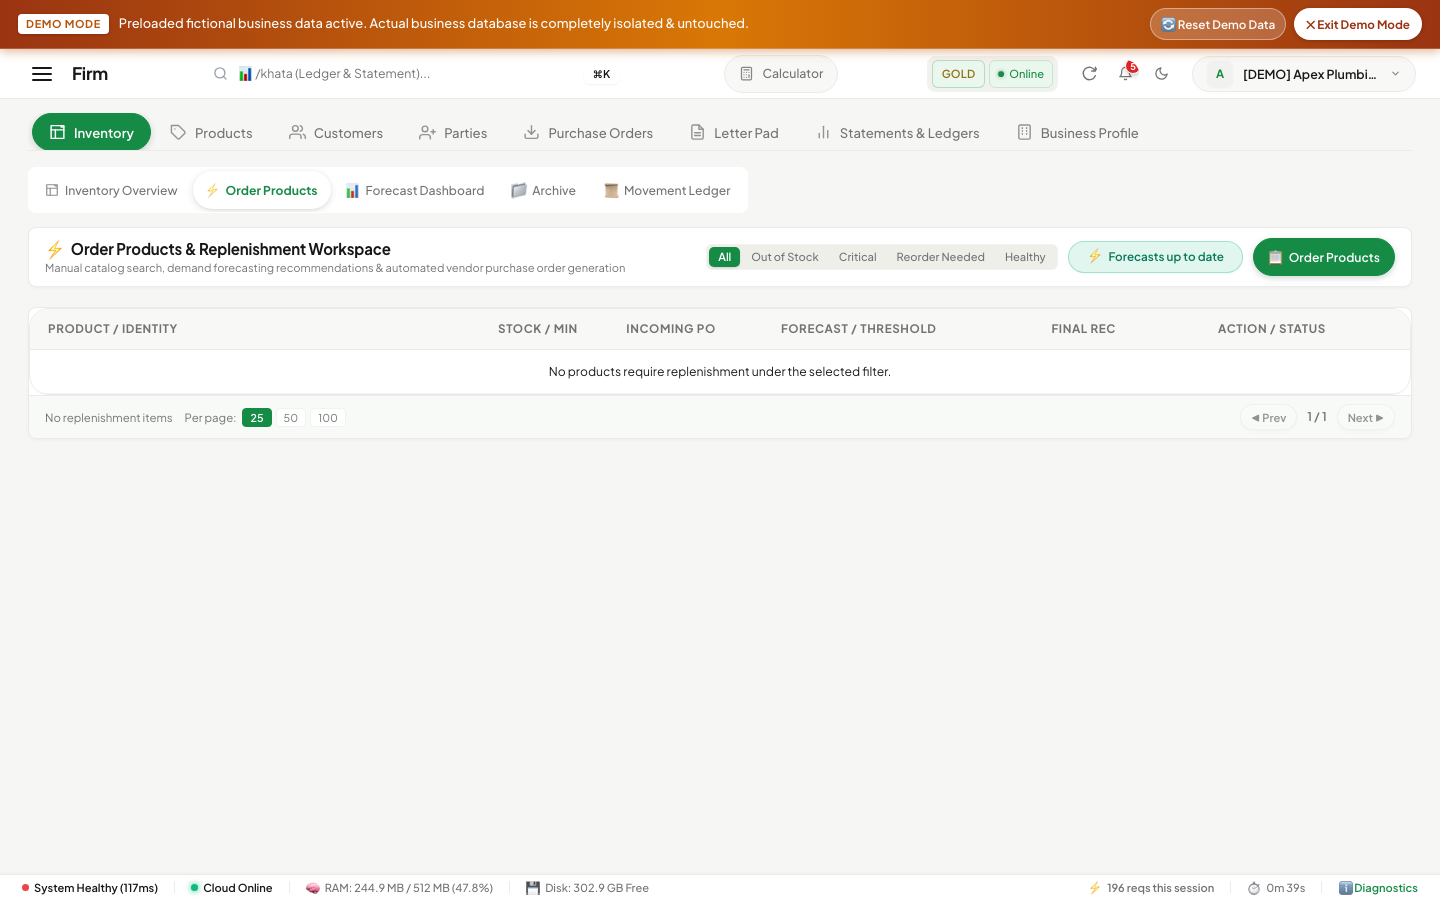 DEMO MODE Preloaded fictional business data active. Actual business database is completely isolated & untouched. Reset Demo Data Exit Demo Mode
Firm /khata (Ledger & Statement)... ⌘K Calculator GOLD Online 5 A [DEMO] Apex Plumbi...
Inventory Products Customers Parties Purchase Orders Letter Pad Statements & Ledgers Business Profile
Inventory Overview Order Products Forecast Dashboard Archive Movement Ledger
Order Products & Replenishment Workspace
Manual catalog search, demand forecasting recommendations & automated vendor purchase order generation
All Out of Stock Critical Reorder Needed Healthy Forecasts up to date Order Products
PRODUCT / IDENTITY STOCK / MIN INCOMING PO FORECAST / THRESHOLD FINAL REC ACTION / STATUS
No products require replenishment under the selected filter.
No replenishment items Per page: 25 50 100 ◀ Prev 1 / 1 Next ▶
System Healthy (117ms) Cloud Online RAM: 244.9 MB / 512 MB (47.8%) Disk: 302.9 GB Free 196 reqs this session 0m 39s Diagnostics